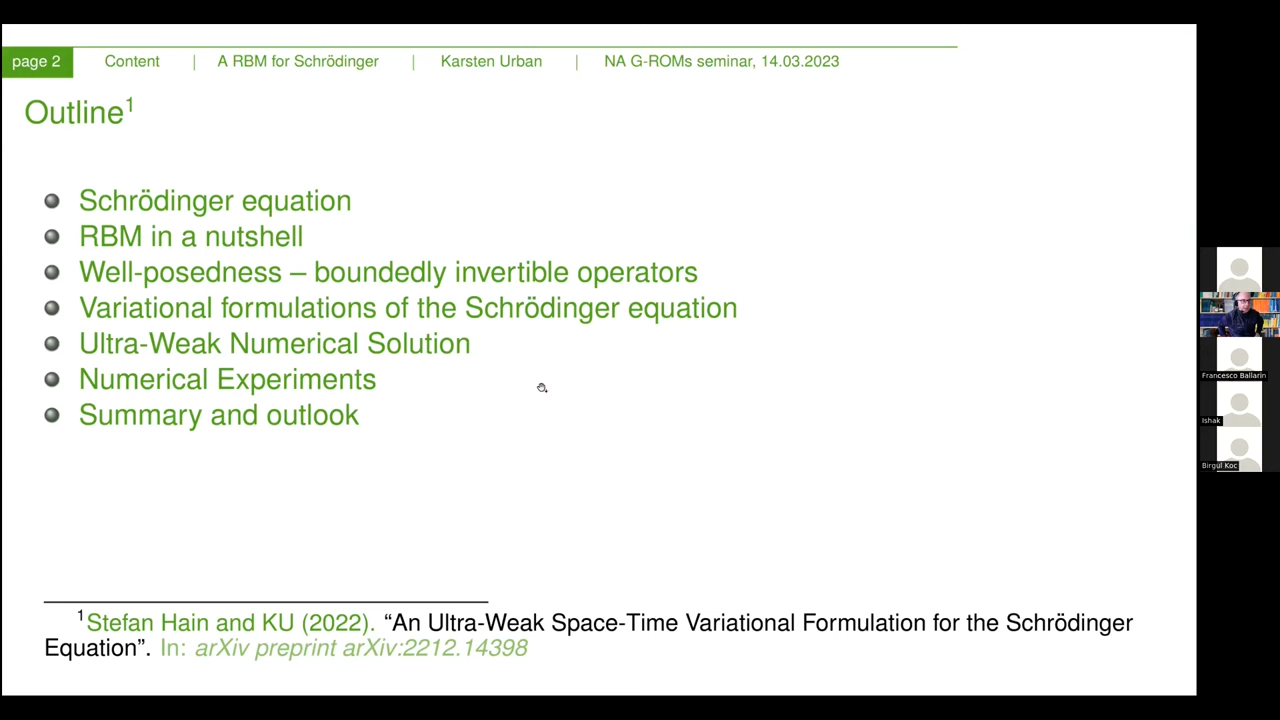 page 2 Content | A RBM for Schrödinger | Karsten Urban | NA G-ROMs seminar, 14.03.2023
Outline¹
Schrödinger equation
RBM in a nutshell
Well-posedness – boundedly invertible operators
Variational formulations of the Schrödinger equation
Ultra-Weak Numerical Solution
Numerical Experiments
Summary and outlook
¹Stefan Hain and KU (2022). “An Ultra-Weak Space-Time Variational Formulation for the Schrödinger
Equation”. In: arXiv preprint arXiv:2212.14398
Francesco Ballarin
Ishak
Birgül Koc